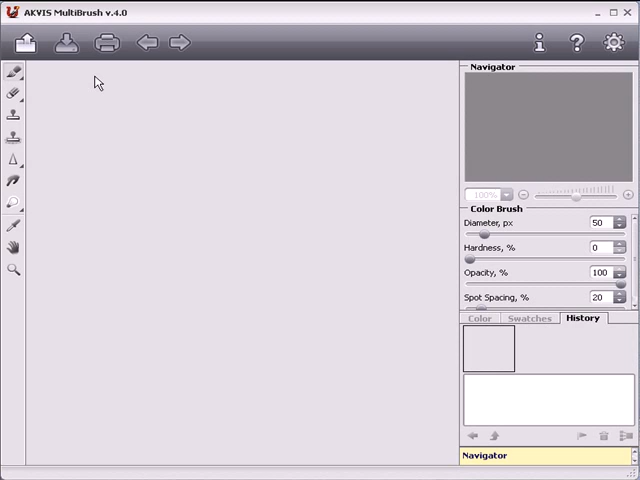 AKVIS MultiBrush v.4.0
Navigator
100%
Color Brush
Diameter, px 50
Hardness, % 0
Opacity, % 100
Spot Spacing, % 20
Color Swatches History
Navigator